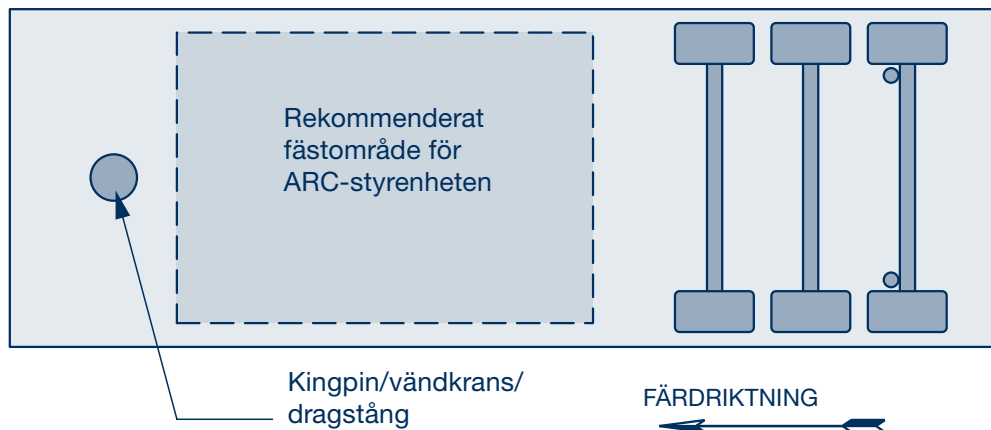 Rekommenderat
fästområde för
ARC-styrenheten
Kingpin/vändkrans/
dragstång
FÄRDRIKTNING